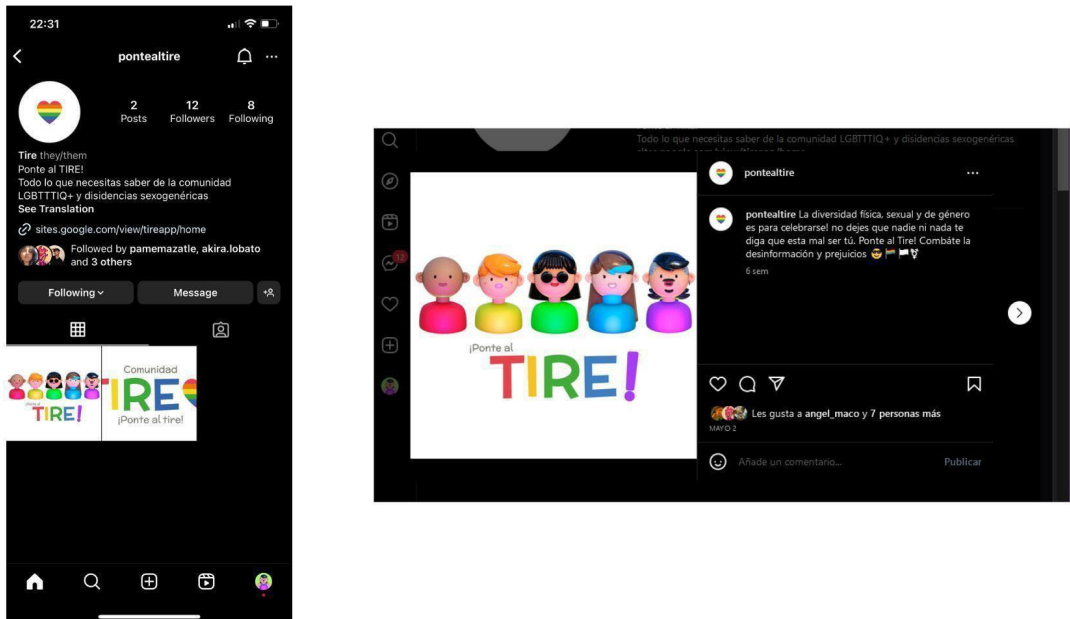 22:31
pontealtire
2 12 8
Posts Followers Following
Tire they/them
Ponte al TIRE!
Todo lo que necesitas saber de la comunidad
LGBTTTIQ+ y disidencias sexogenéricas
See Translation
sites.google.com/view/tireapp/home
Followed by pamemazatle, akira.lobato
and 3 others
Following Message
TIRE!
Comunidad
TIRE
¡Ponte al tire!
Todo lo que necesitas saber de la comunidad LGBTTTIQ+ y disidencias sexogenéricas
12
¡Ponte al
TIRE!
pontealtire
pontealtire La diversidad física, sexual y de género
es para celebrarse! no dejes que nadie ni nada te
diga que esta mal ser tú. Ponte al Tire! Combáte la
desinformación y prejuicios
6 sem
Les gusta a angel_maco y 7 personas más
MAYO 2
Añade un comentario... Publicar